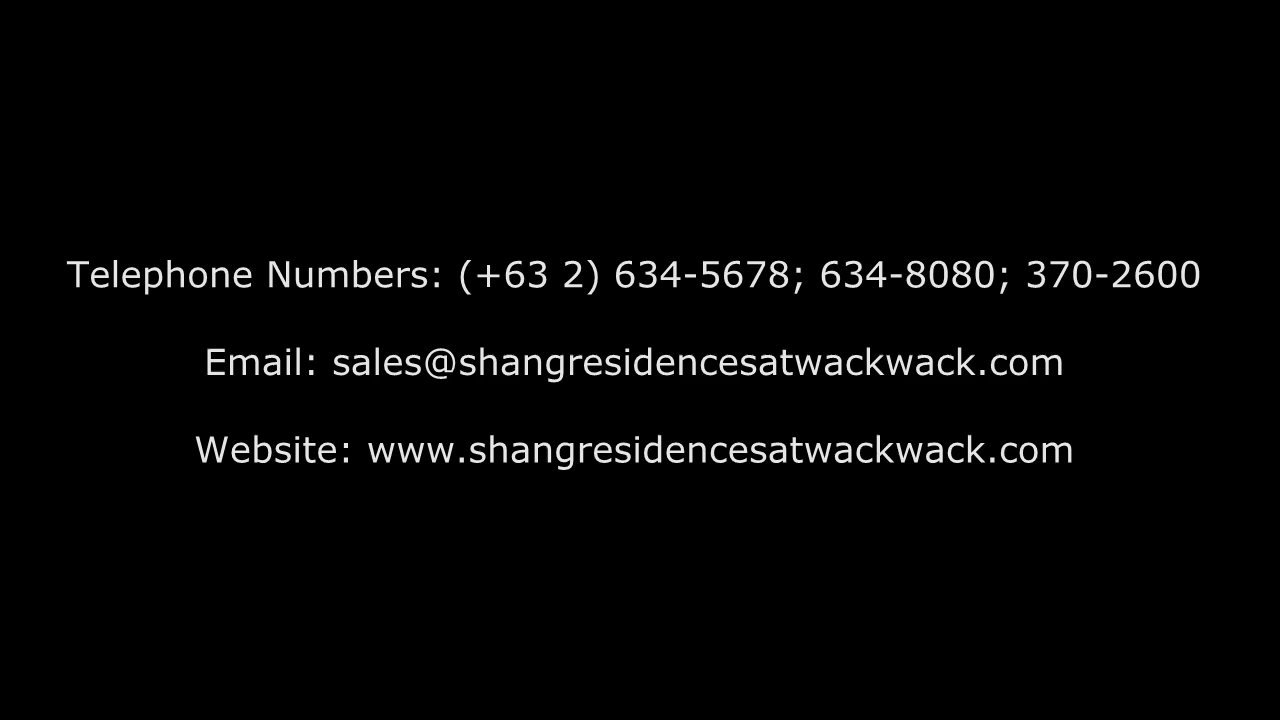 Telephone Numbers: (+63 2) 634-5678; 634-8080; 370-2600
Email: sales@shangresidencesatwackwack.com
Website: www.shangresidencesatwackwack.com